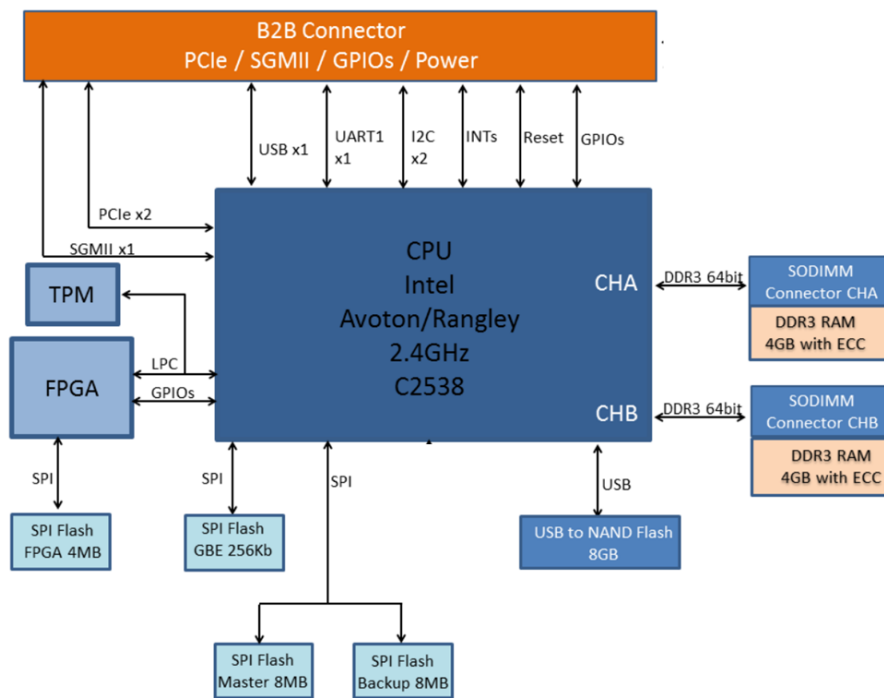 B2B Connector
PCIe / SGMII / GPIOs / Power
USB x1
UART1
x1
I2C
x2
INTs
Reset
GPIOs
PCIe x2
SGMII x1
CPU
Intel
Avoton/Rangley
2.4GHz
C2538
CHA
CHB
TPM
FPGA
LPC
GPIOs
DDR3 64bit
SODIMM
Connector CHA
DDR3 RAM
4GB with ECC
DDR3 64bit
SODIMM
Connector CHB
DDR3 RAM
4GB with ECC
SPI
SPI
SPI
USB
SPI Flash
FPGA 4MB
SPI Flash
GBE 256Kb
USB to NAND Flash
8GB
SPI Flash
Master 8MB
SPI Flash
Backup 8MB